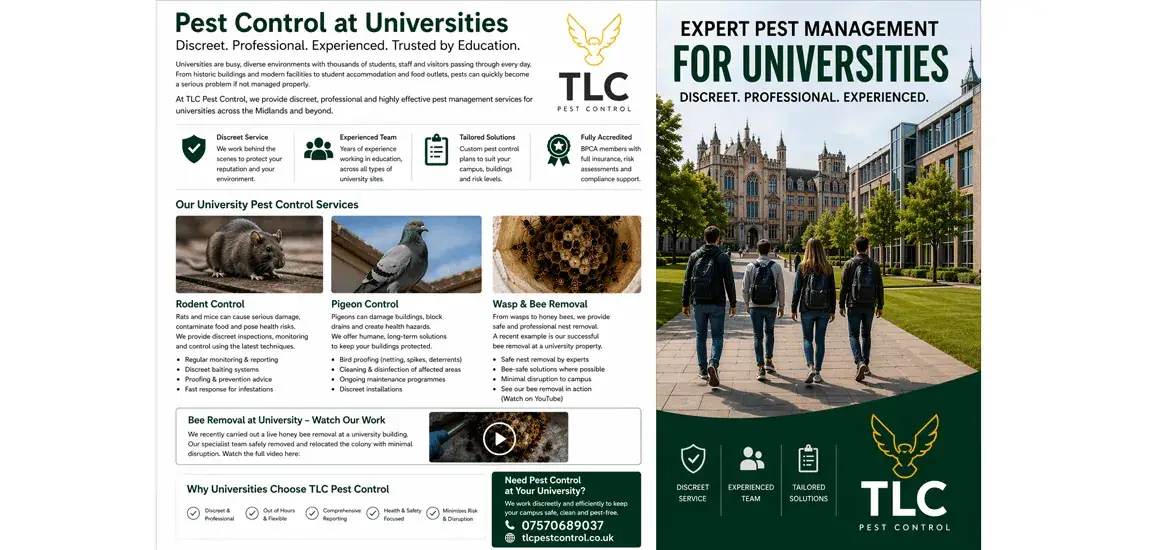 Pest Control at Universities
Discreet. Professional. Experienced. Trusted by Education.
Universities are busy, diverse environments with thousands of students, staff and visitors passing through every day.
From historic buildings and modern facilities to student accommodation and food outlets, pests can quickly become
a serious problem if not managed properly.
At TLC Pest Control, we provide discreet, professional and highly effective pest management services for
universities across the Midlands and beyond.
TLC
PEST CONTROL
Discreet Service
We work behind the
scenes to protect your
reputation and your
environment.
Experienced Team
Years of experience
working in education,
across all types of
university sites.
Tailored Solutions
Custom pest control
plans to suit your
campus, buildings
and risk levels.
Fully Accredited
BPCA members with
full insurance, risk
assessments and
compliance support.
Our University Pest Control Services
Rodent Control
Rats and mice can cause serious damage,
contaminate food and pose health risks.
We provide discreet inspections, monitoring
and control using the latest techniques.
• Regular monitoring & reporting
• Discreet baiting systems
• Proofing & prevention advice
• Fast response for infestations
Pigeon Control
Pigeons can damage buildings, block
drains and create health hazards.
We offer humane, long-term solutions
to keep your buildings protected.
• Bird proofing (netting, spikes, deterrents)
• Cleaning & disinfection of affected areas
• Ongoing maintenance programmes
• Discreet installations
Wasp & Bee Removal
From wasps to honey bees, we provide
safe and professional nest removal.
A recent example is our successful
bee removal at a university property.
• Safe nest removal by experts
• Bee-safe solutions where possible
• Minimal disruption to campus
• See our bee removal in action
(Watch on YouTube)
Bee Removal at University – Watch Our Work
We recently carried out a live honey bee removal at a university building.
Our specialist team safely removed and relocated the colony with minimal
disruption. Watch the full video here:
Why Universities Choose TLC Pest Control
Discreet &
Professional
Out of Hours
& Flexible
Comprehensive
Reporting
Health & Safety
Focused
Minimises Risk
& Disruption
Need Pest Control
at Your University?
We work discreetly and efficiently to keep
your campus safe, clean and pest-free.
07570689037
tlcpestcontrol.co.uk
EXPERT PEST MANAGEMENT
FOR UNIVERSITIES
DISCREET. PROFESSIONAL. EXPERIENCED.
DISCREET
SERVICE
EXPERIENCED
TEAM
TAILORED
SOLUTIONS
TLC
PEST CONTROL